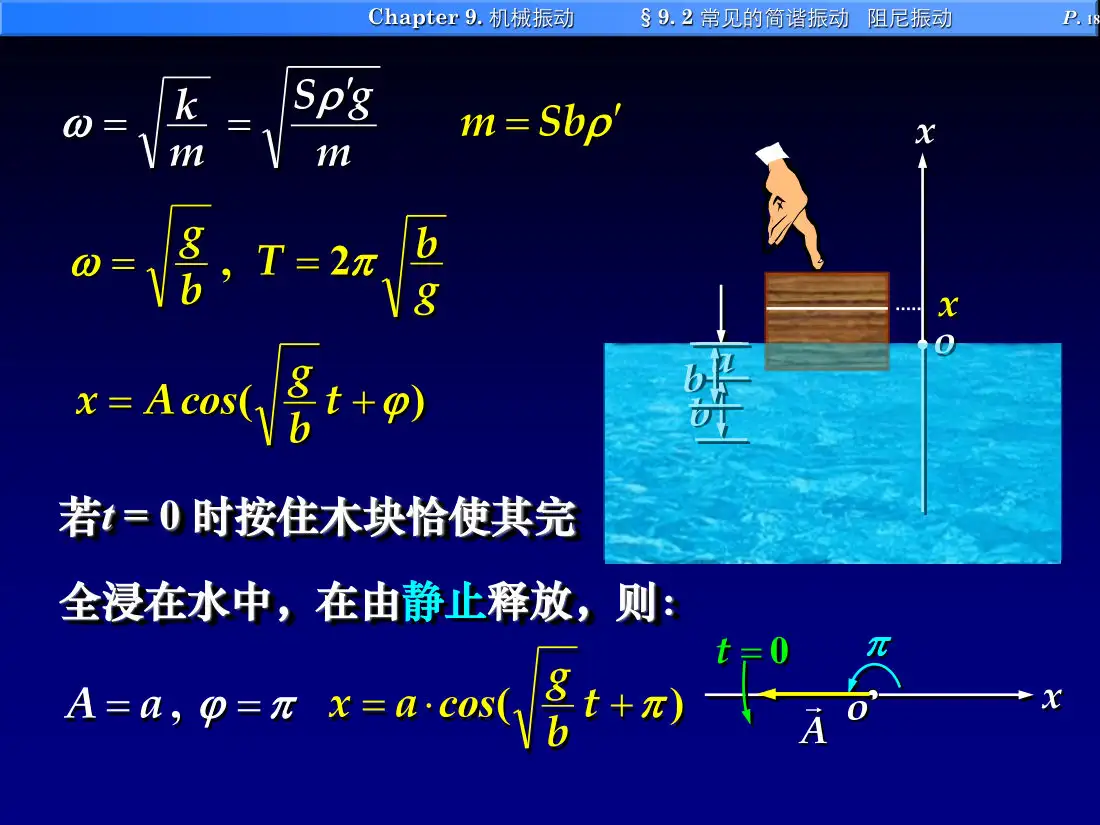 Chapter 9. 机械振动 §9. 2 常见的简谐振动 阻尼振动 P. 18
ω = √(k/m) = √(Sρ′g/m) m = Sbρ′
ω = √(g/b) , T = 2π √(b/g)
x = A cos(√(g/b) t + φ)
若t = 0 时按住木块恰使其完
全浸在水中，在由静止释放，则:
A = a , φ = π x = a · cos(√(g/b) t + π)
x
x
o
b
t = 0
π
x
o
A⃗